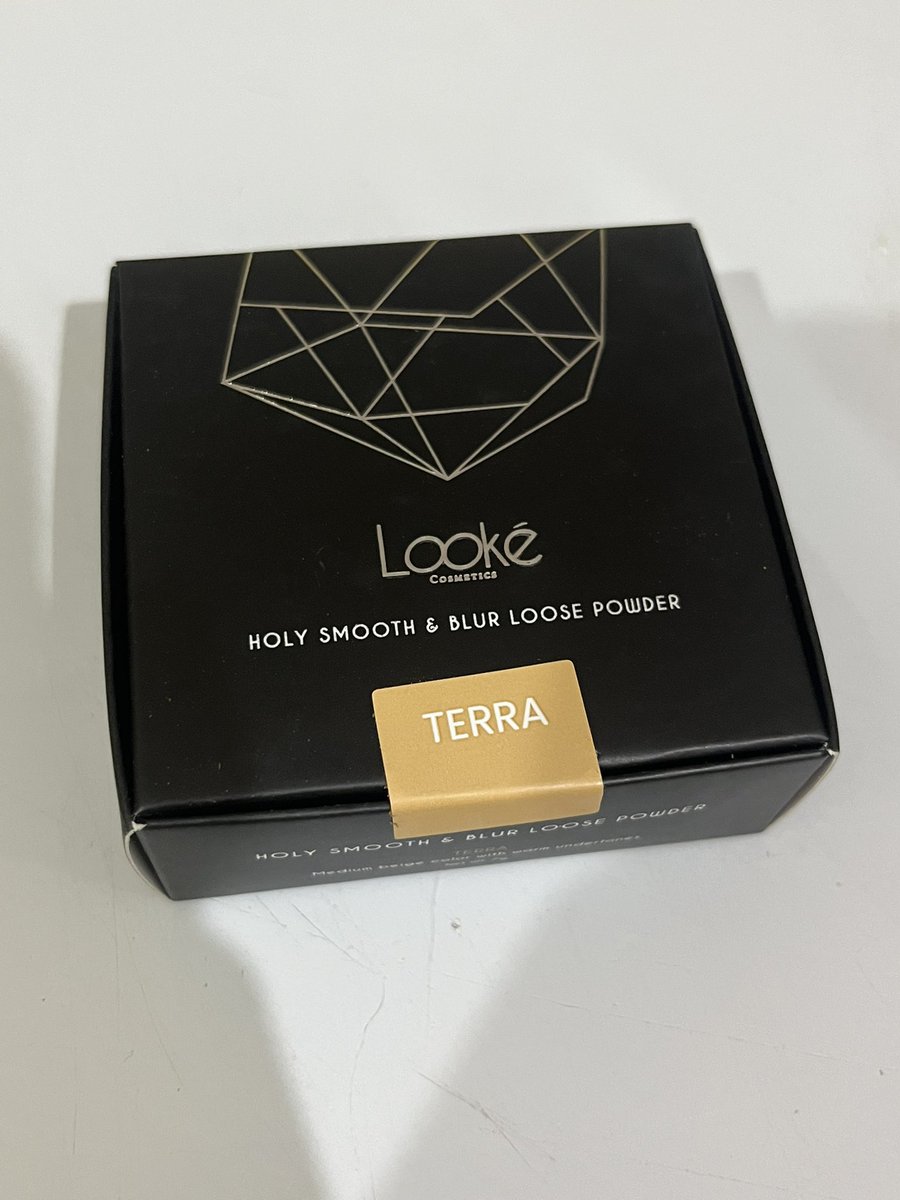 Looké
COSMETICS
HOLY SMOOTH & BLUR LOOSE POWDER
TERRA
HOLY SMOOTH & BLUR LOOSE POWDER
TERRA
Medium beige color with warm undertones